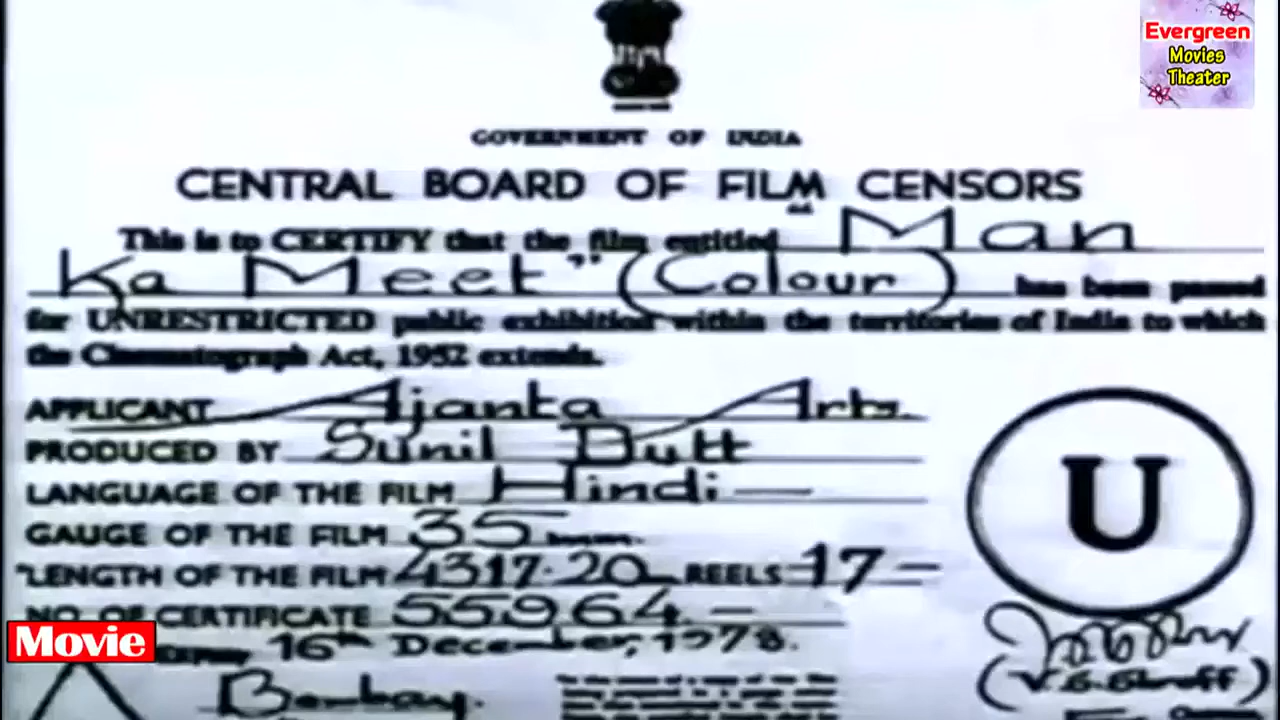 Evergreen
Movies
Theater
GOVERNMENT OF INDIA
CENTRAL BOARD OF FILM CENSORS
This is to CERTIFY that the film entitled "Man
Ka Meet" (Colour) has been passed
for UNRESTRICTED public exhibition within the territories of India to which
the Cinematograph Act, 1952 extends.
APPLICANT Ajanta Arts.
PRODUCED BY Sunil Dutt
LANGUAGE OF THE FILM Hindi —
GAUGE OF THE FILM 35 mm.
LENGTH OF THE FILM 4317.20 REELS 17 —
NO. OF CERTIFICATE 55964. —
16th December, 1978.
Movie
Bombay.
U